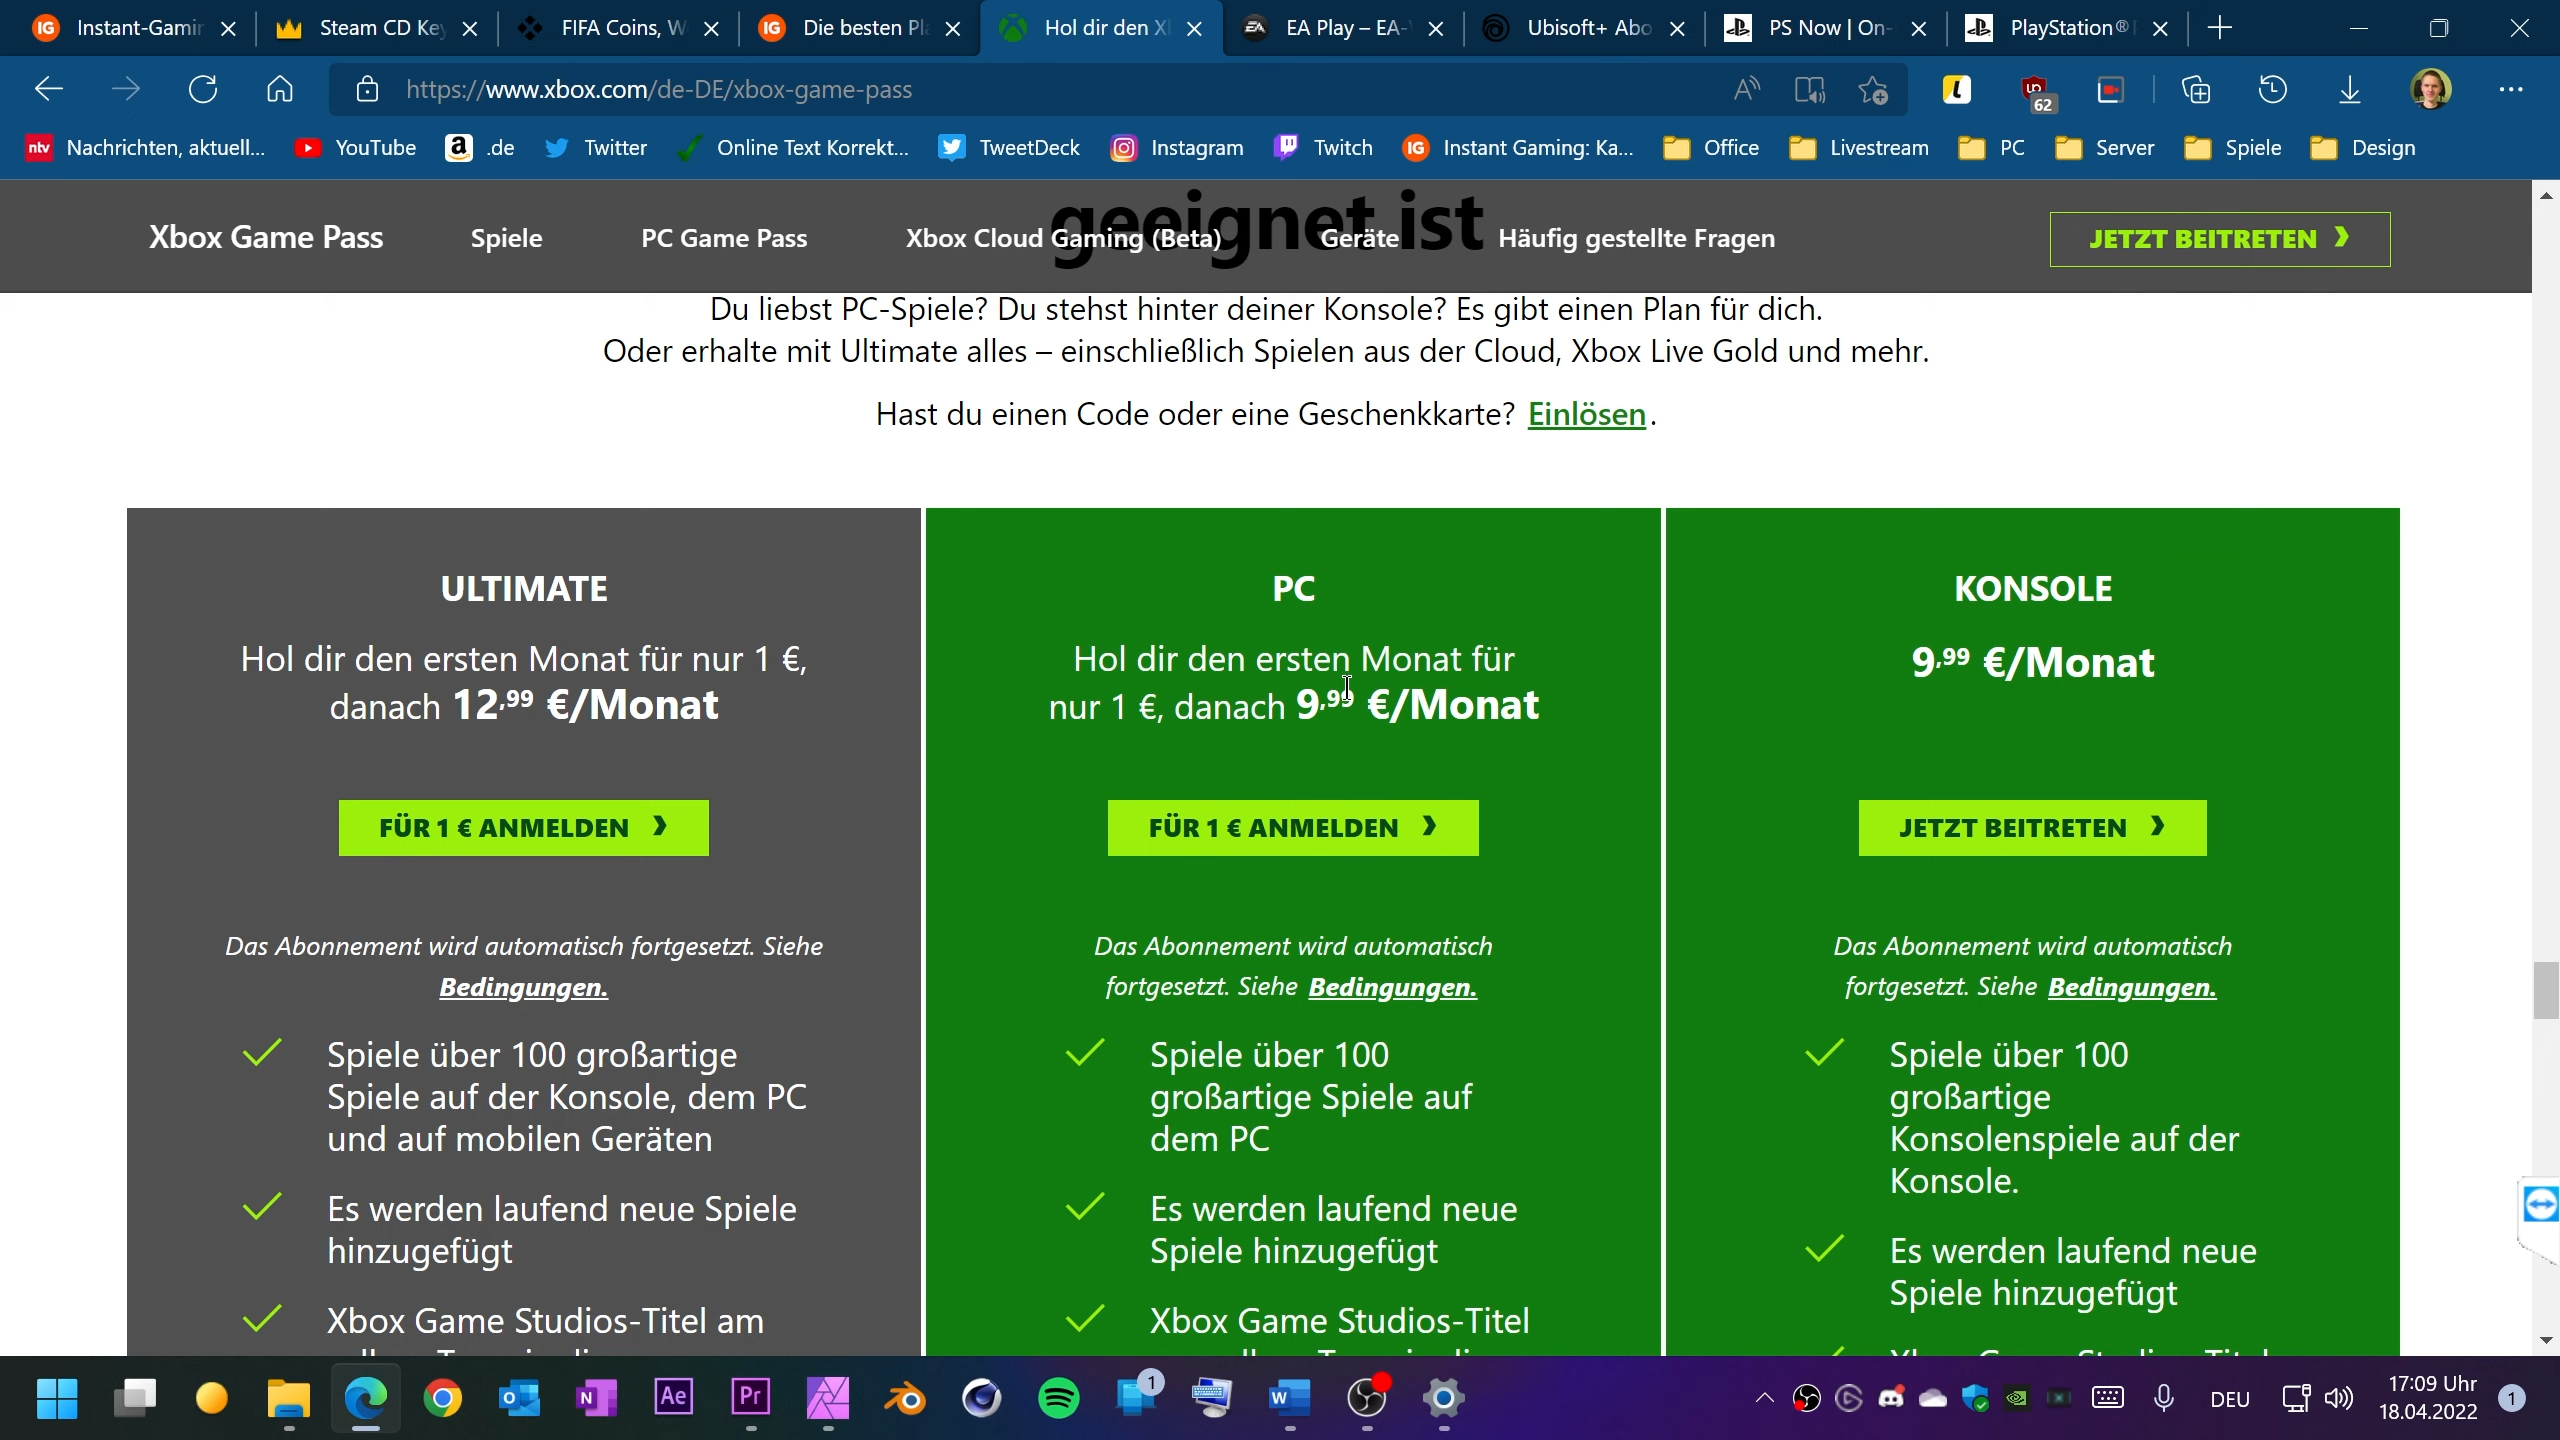 Instant-Gamin
Steam CD Key
FIFA Coins, W
Die besten Pl
Hol dir den X
EA Play – EA-
Ubisoft+ Abo
PS Now | On-
PlayStation®
https://www.xbox.com/de-DE/xbox-game-pass
62
Nachrichten, aktuell...
YouTube
.de
Twitter
Online Text Korrekt...
TweetDeck
Instagram
Twitch
Instant Gaming: Ka...
Office
Livestream
PC
Server
Spiele
Design
geeignet ist
Xbox Game Pass
Spiele
PC Game Pass
Xbox Cloud Gaming (Beta)
Geräte
Häufig gestellte Fragen
JETZT BEITRETEN
Du liebst PC-Spiele? Du stehst hinter deiner Konsole? Es gibt einen Plan für dich.
Oder erhalte mit Ultimate alles – einschließlich Spielen aus der Cloud, Xbox Live Gold und mehr.
Hast du einen Code oder eine Geschenkkarte? Einlösen.
ULTIMATE
Hol dir den ersten Monat für nur 1 €,
danach 12,99 €/Monat
FÜR 1 € ANMELDEN
Das Abonnement wird automatisch fortgesetzt. Siehe
Bedingungen.
Spiele über 100 großartige
Spiele auf der Konsole, dem PC
und auf mobilen Geräten
Es werden laufend neue Spiele
hinzugefügt
Xbox Game Studios-Titel am
PC
Hol dir den ersten Monat für
nur 1 €, danach 9,99 €/Monat
FÜR 1 € ANMELDEN
Das Abonnement wird automatisch
fortgesetzt. Siehe Bedingungen.
Spiele über 100
großartige Spiele auf
dem PC
Es werden laufend neue
Spiele hinzugefügt
Xbox Game Studios-Titel
KONSOLE
9,99 €/Monat
JETZT BEITRETEN
Das Abonnement wird automatisch
fortgesetzt. Siehe Bedingungen.
Spiele über 100
großartige
Konsolenspiele auf der
Konsole.
Es werden laufend neue
Spiele hinzugefügt
1
DEU
17:09 Uhr
18.04.2022
1